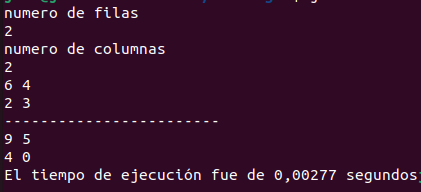 numero de filas
2
numero de columnas
2
6 4
2 3
------------------------
9 5
4 0
El tiempo de ejecución fue de 0,00277 segundos